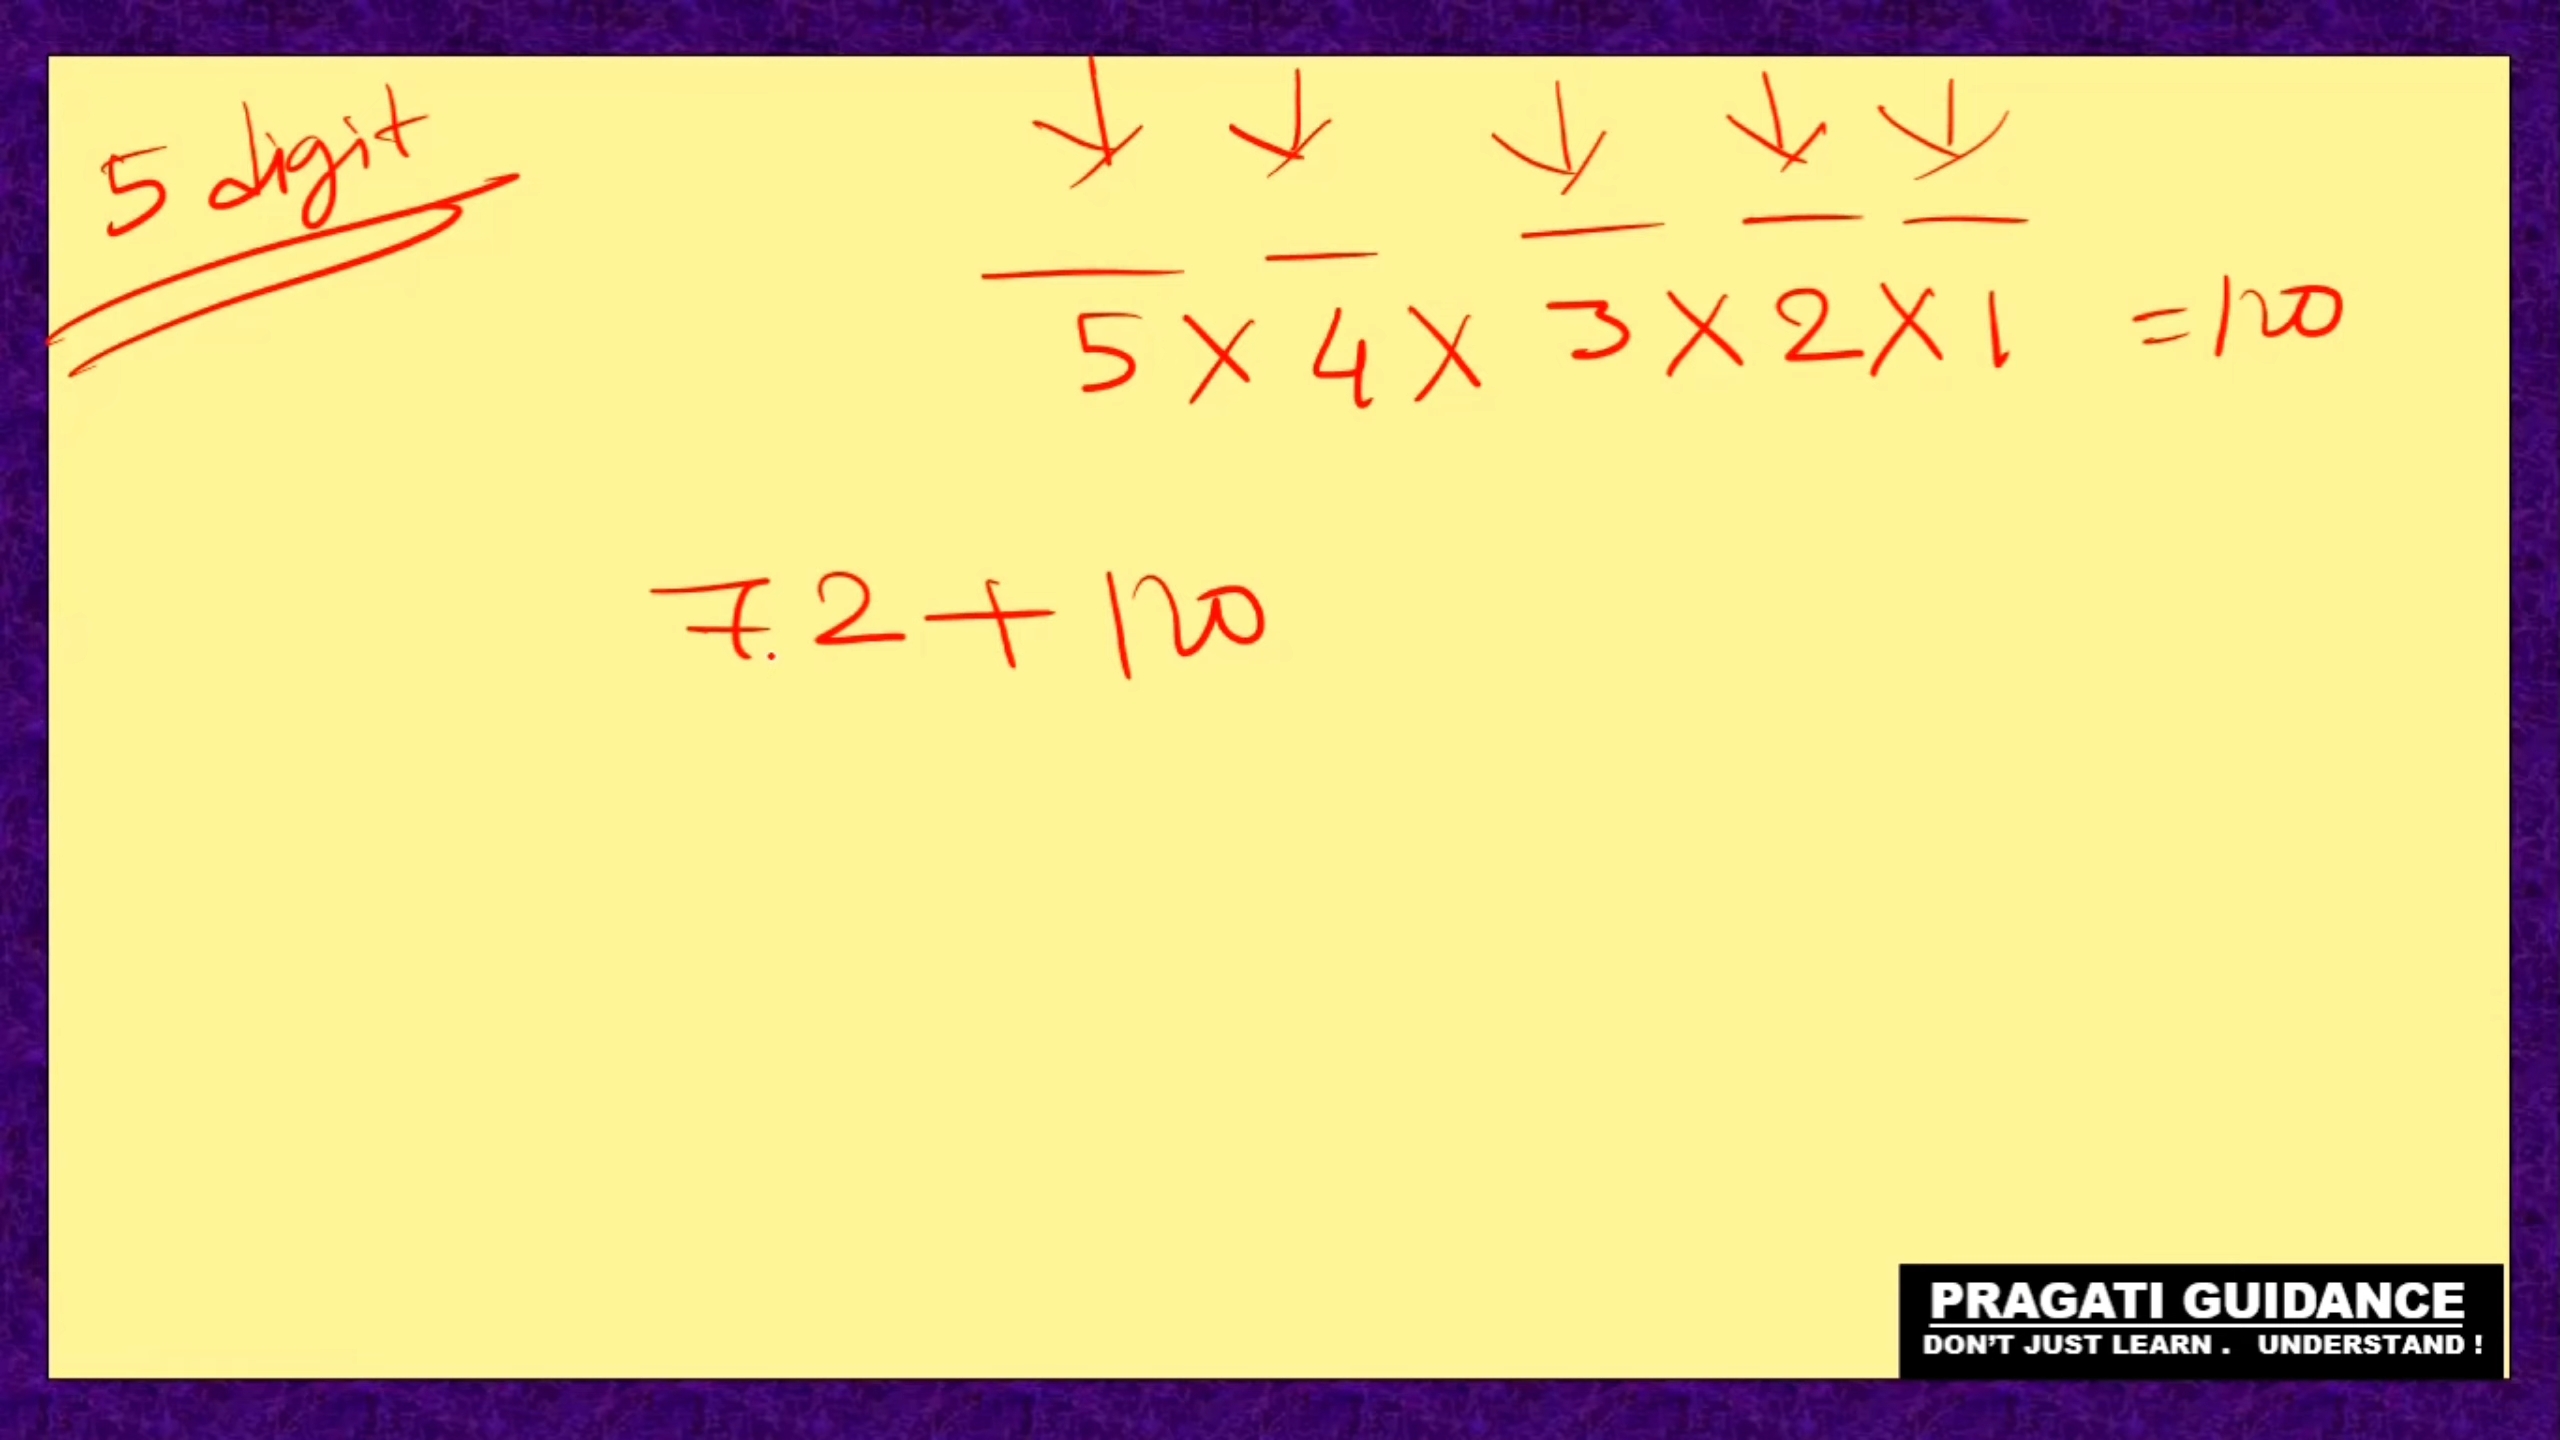 5 digit
5 X 4 X 3 X 2 X 1 = 120
72 + 120
PRAGATI GUIDANCE
DON'T JUST LEARN . UNDERSTAND !